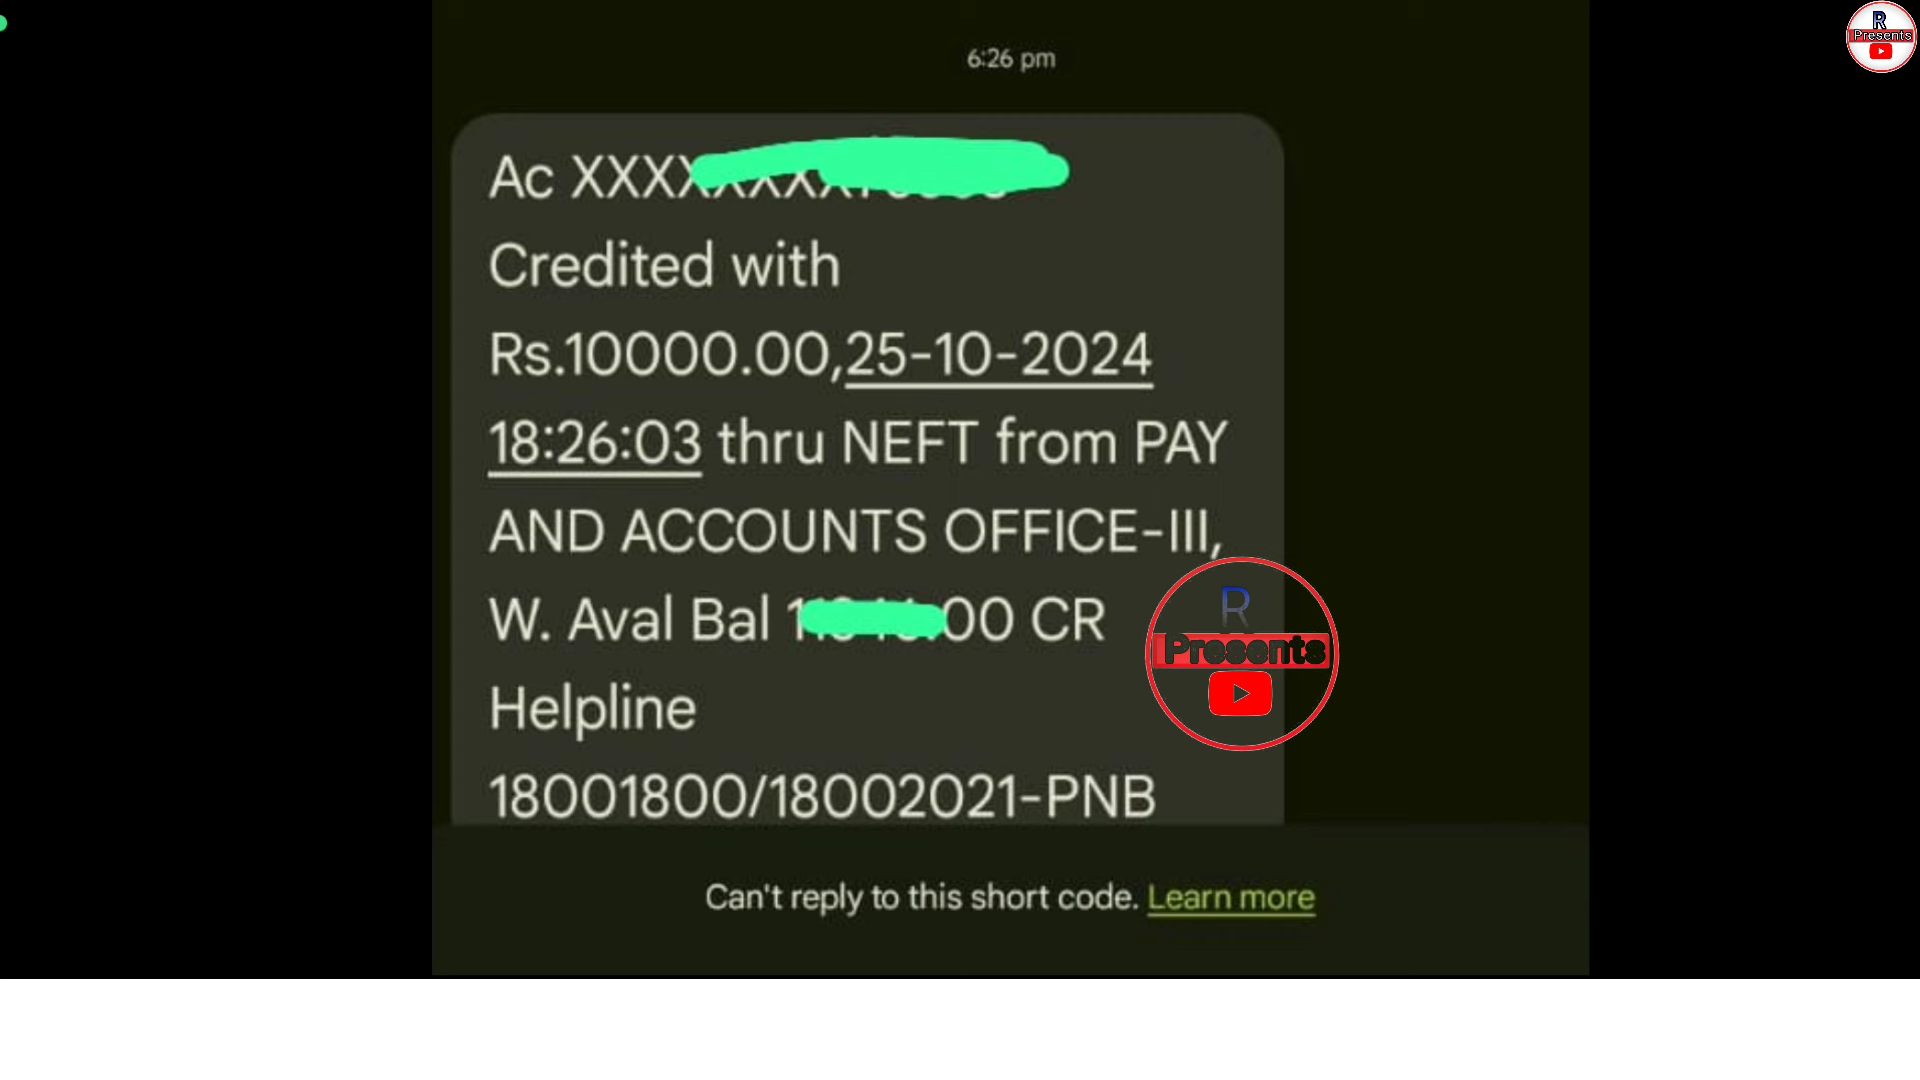 R
Presents
6:26 pm
Ac XXXXXXXX
Credited with
Rs.10000.00,25-10-2024
18:26:03 thru NEFT from PAY
AND ACCOUNTS OFFICE-III,
W. Aval Bal 00 CR
R
Presents
Helpline
18001800/18002021-PNB
Can't reply to this short code. Learn more